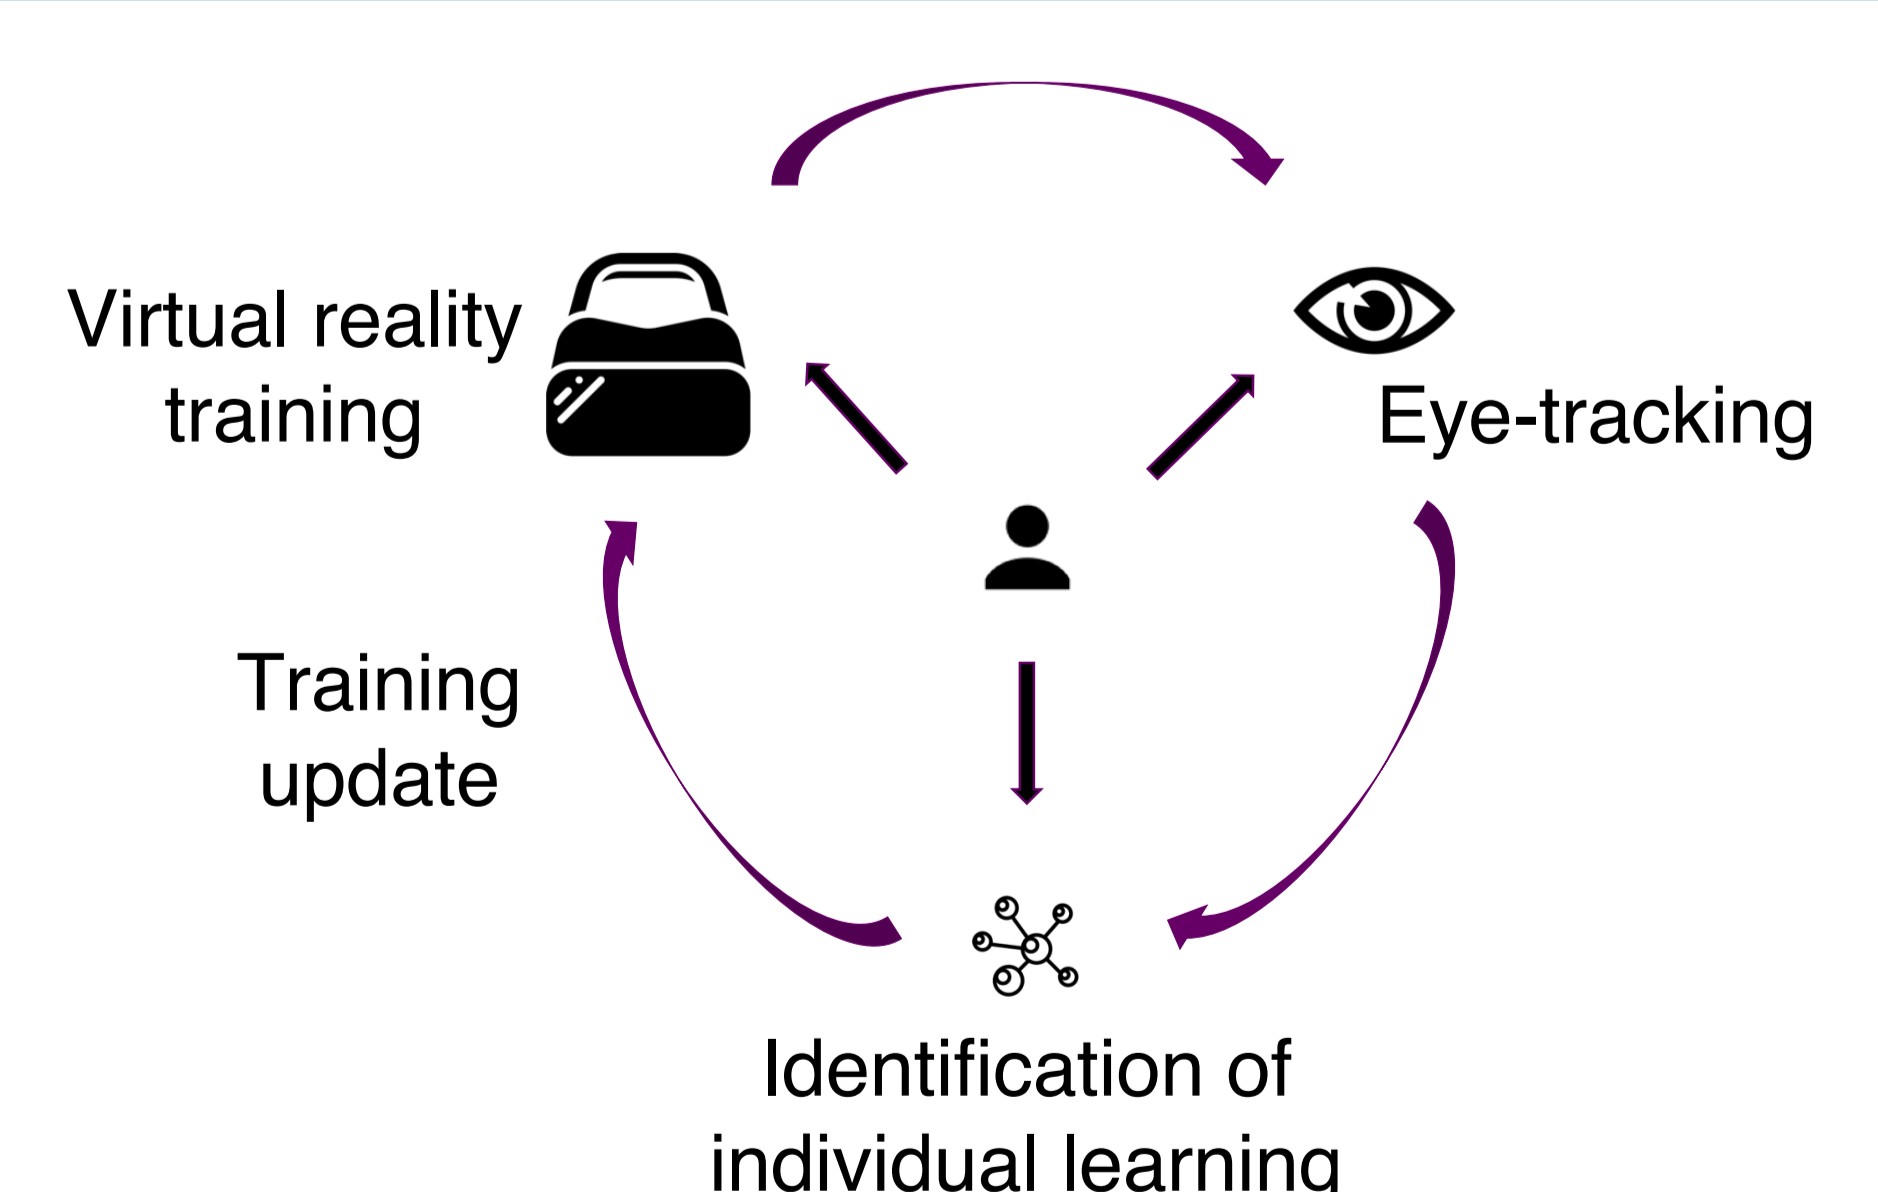 Virtual reality
training
Eye-tracking
Training
update
Identification of
individual learning